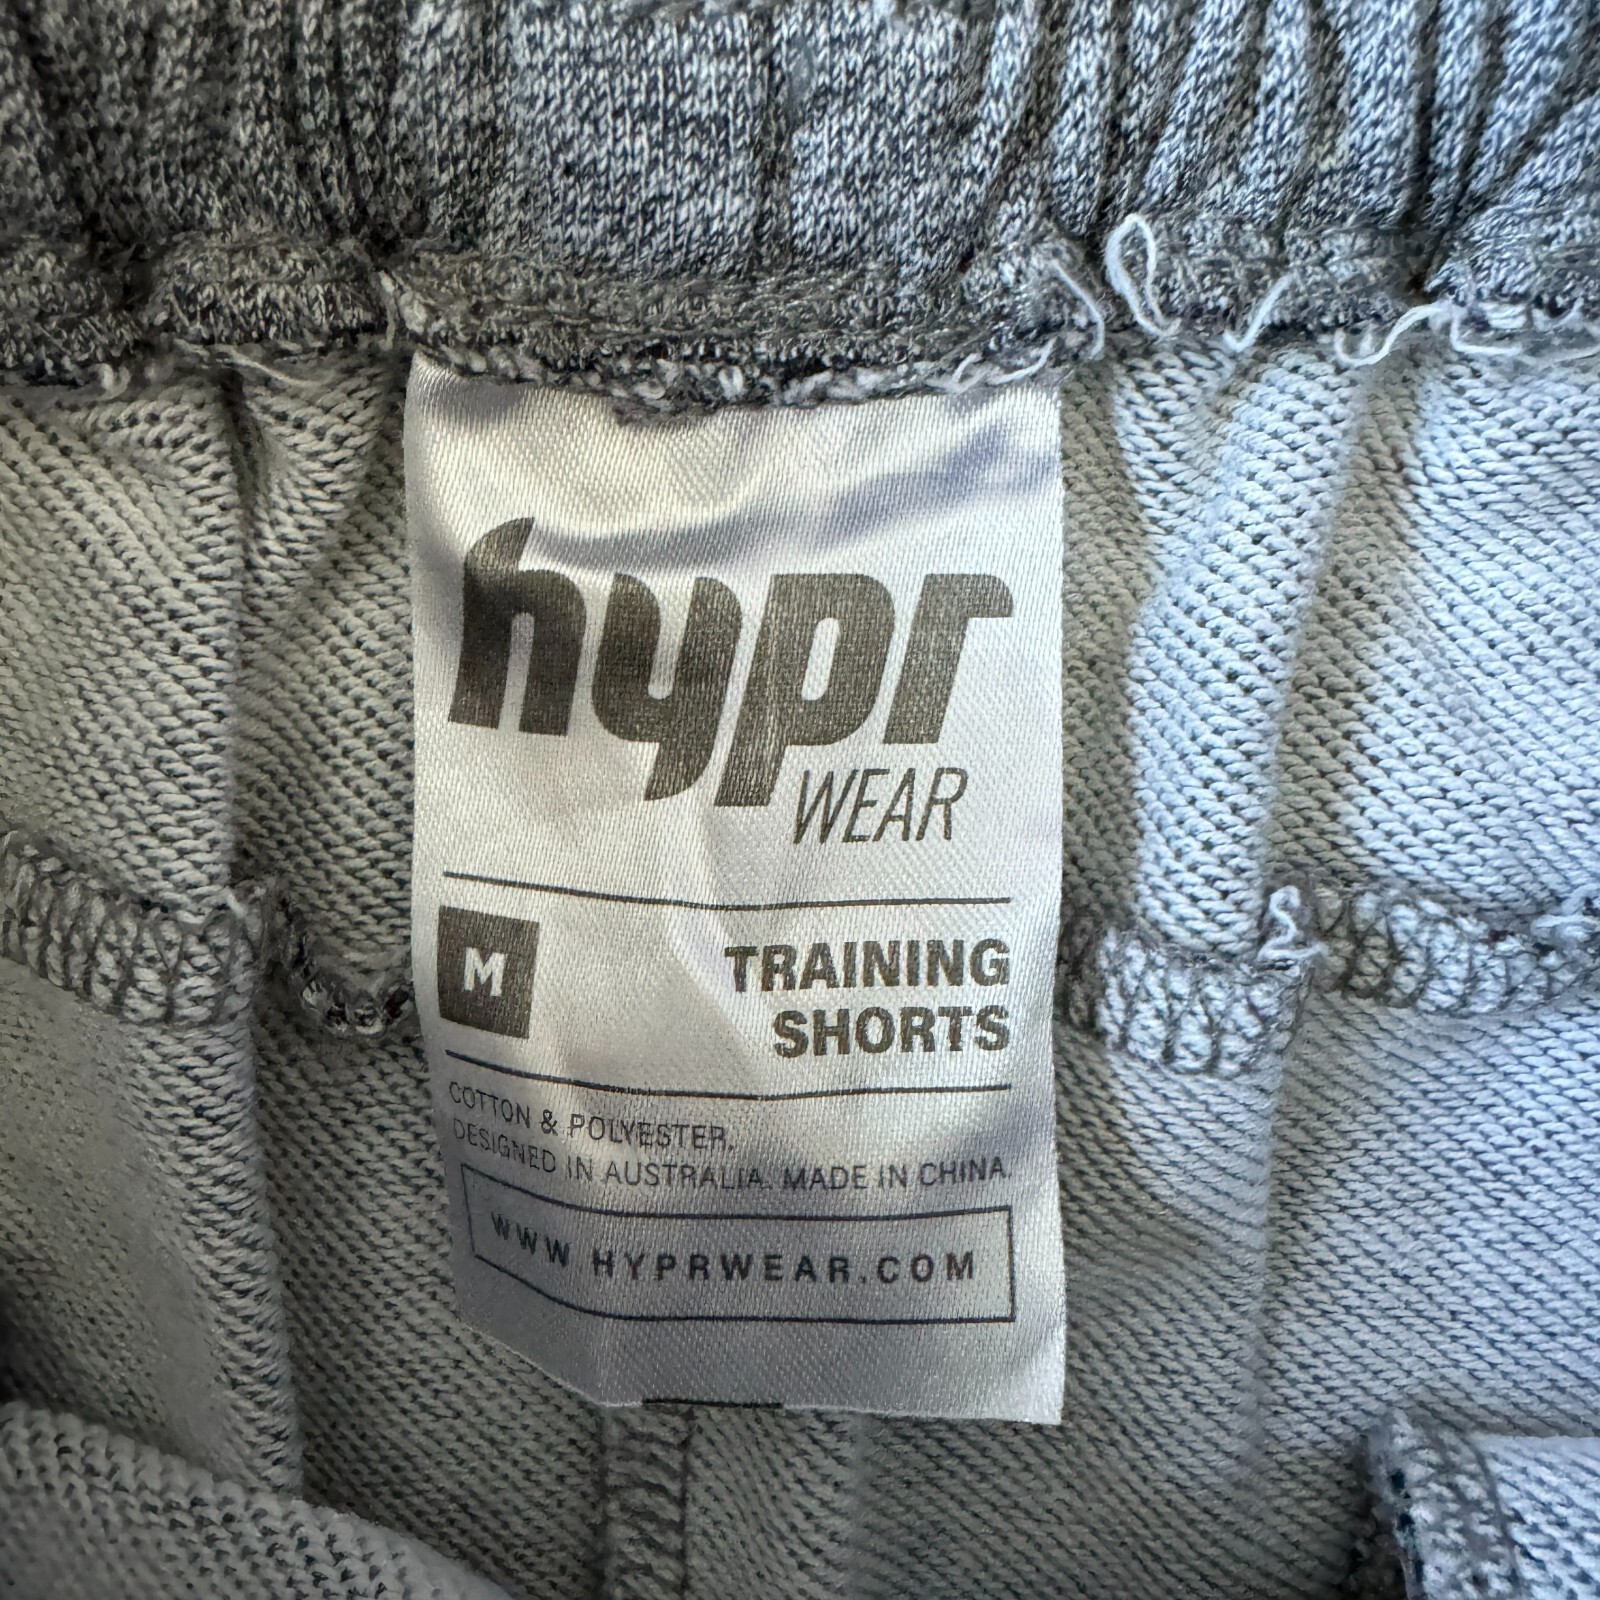 hypr
WEAR
M
TRAINING
SHORTS
COTTON & POLYESTER.
DESIGNED IN AUSTRALIA. MADE IN CHINA.
WWW HYPRWEAR.COM